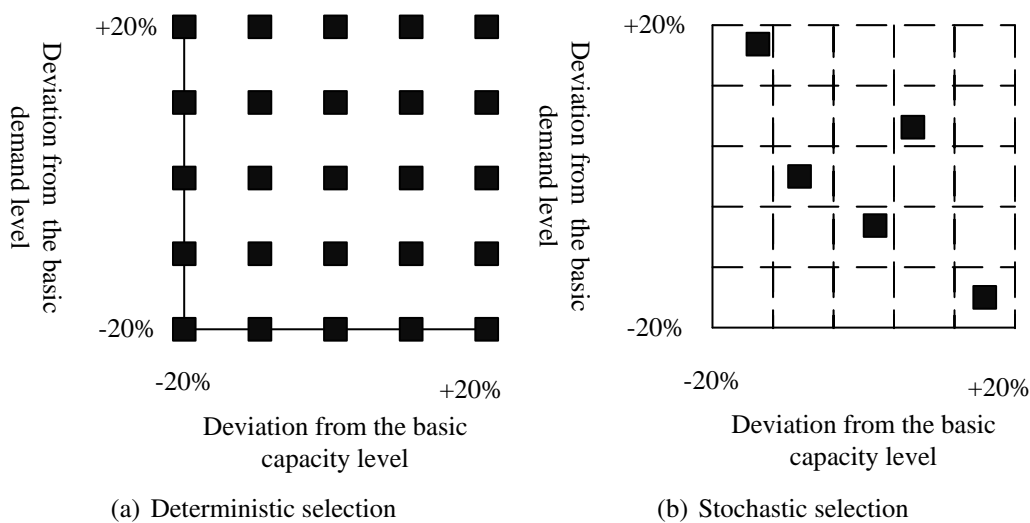 +20%
Deviation from the basic
demand level
-20%
-20%
+20%
Deviation from the basic
capacity level
(a) Deterministic selection
+20%
Deviation from the basic
demand level
-20%
-20%
+20%
Deviation from the basic
capacity level
(b) Stochastic selection